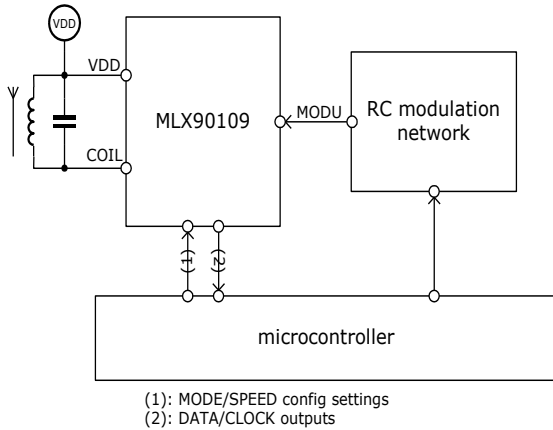 VDD
VDD
MLX90109
MODU
RC modulation
network
COIL
(1)
(2)
microcontroller
(1): MODE/SPEED config settings
(2): DATA/CLOCK outputs